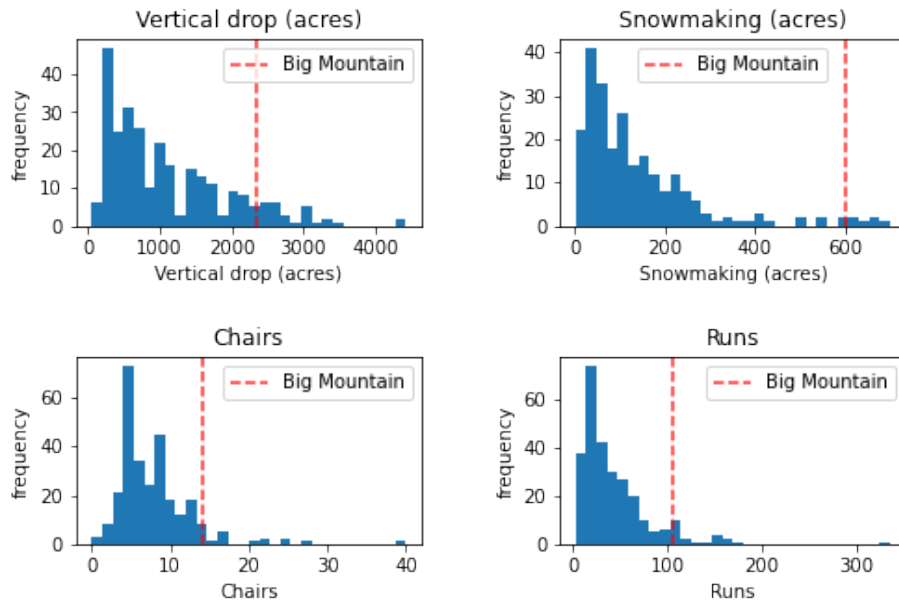 Vertical drop (acres)
Big Mountain
frequency
40
20
0
0 1000 2000 3000 4000
Vertical drop (acres)
Snowmaking (acres)
Big Mountain
frequency
40
30
20
10
0
0 200 400 600
Snowmaking (acres)
Chairs
Big Mountain
frequency
60
40
20
0
0 10 20 30 40
Chairs
Runs
Big Mountain
frequency
60
40
20
0
0 100 200 300
Runs